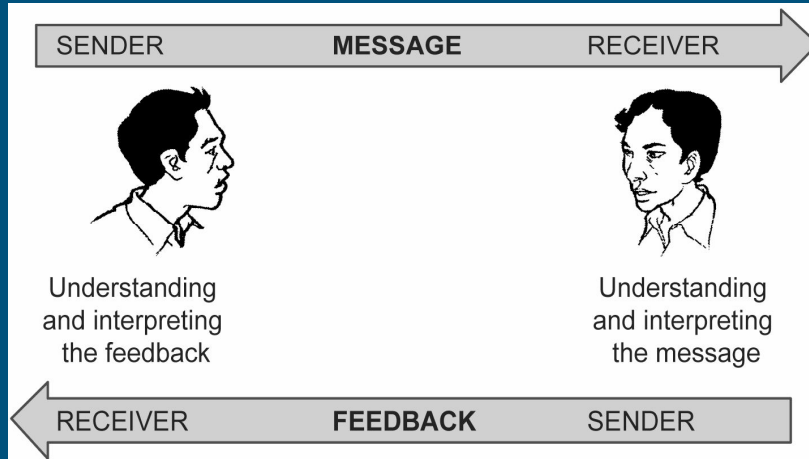 SENDER MESSAGE RECEIVER
Understanding
and interpreting
the feedback
Understanding
and interpreting
the message
RECEIVER FEEDBACK SENDER